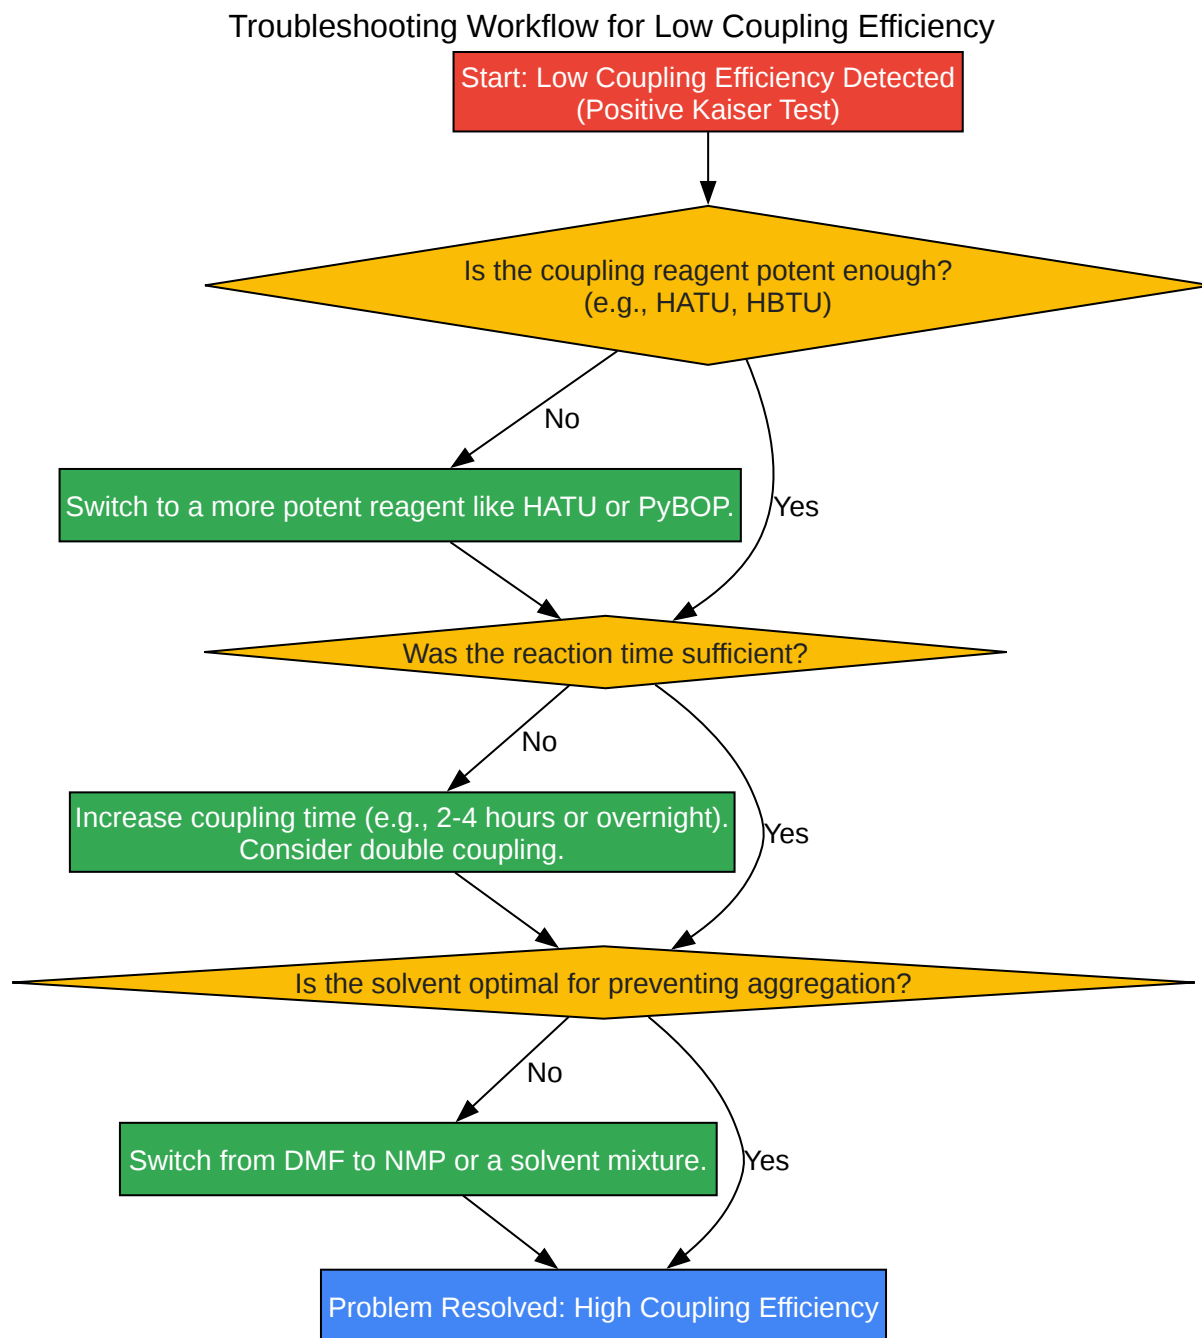 Troubleshooting Workflow for Low Coupling Efficiency
Start: Low Coupling Efficiency Detected
(Positive Kaiser Test)
Is the coupling reagent potent enough?
(e.g., HATU, HBTU)
No
Switch to a more potent reagent like HATU or PyBOP.
Yes
Was the reaction time sufficient?
No
Increase coupling time (e.g., 2-4 hours or overnight).
Consider double coupling.
Yes
Is the solvent optimal for preventing aggregation?
No
Switch from DMF to NMP or a solvent mixture.
Yes
Problem Resolved: High Coupling Efficiency